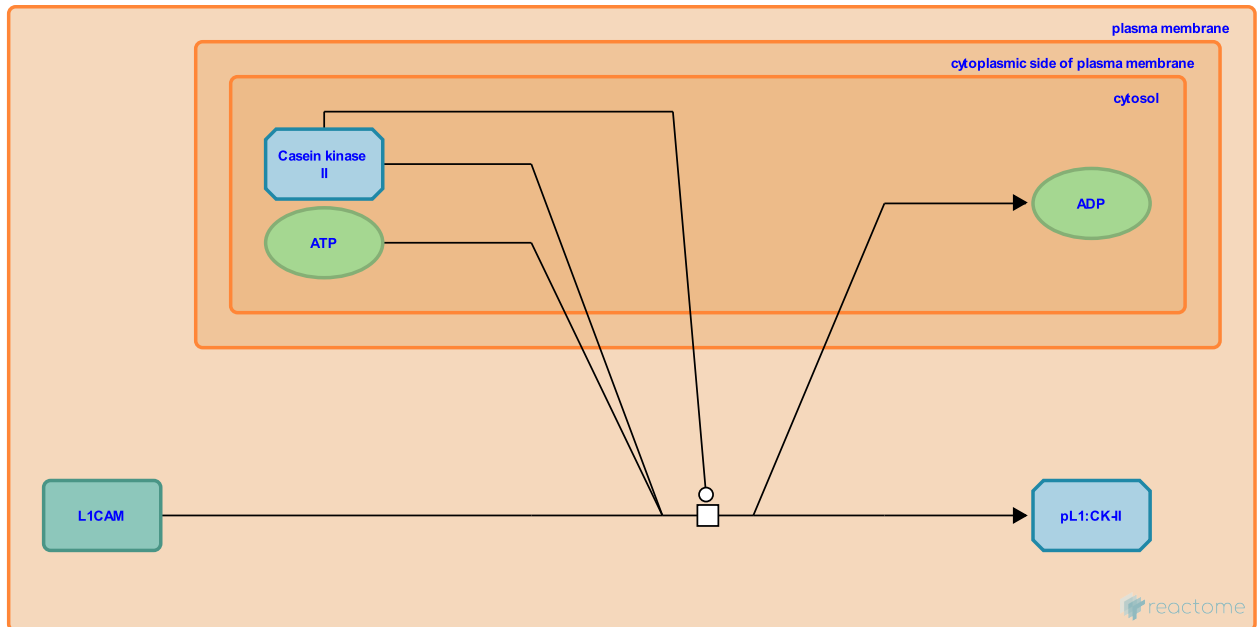 plasma membrane
cytoplasmic side of plasma membrane
cytosol
Casein kinase
II
ATP
ADP
L1CAM
pL1:CK-II
reactome